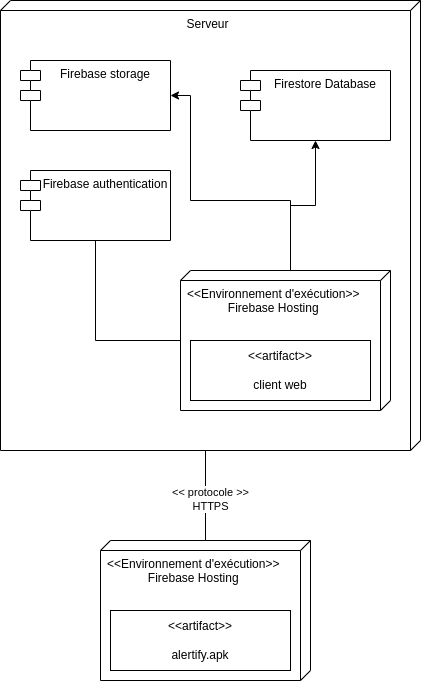 Serveur
Firebase storage
Firestore Database
Firebase authentication
<<Environnement d'exécution>>
Firebase Hosting
<<artifact>>
client web
<< protocole >>
HTTPS
<<Environnement d'exécution>>
Firebase Hosting
<<artifact>>
alertify.apk